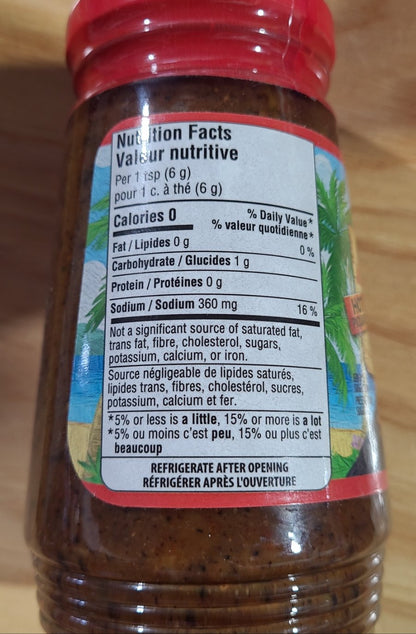 Nutrition Facts
Valeur nutritive
Per 1 tsp (6 g)
pour 1 c. à thé (6 g)
Calories 0
% Daily Value*
% valeur quotidienne*
Fat / Lipides 0 g 0 %
Carbohydrate / Glucides 1 g
Protein / Protéines 0 g
Sodium / Sodium 360 mg 16 %
Not a significant source of saturated fat,
trans fat, fibre, cholesterol, sugars,
potassium, calcium, or iron.
Source négligeable de lipides saturés,
lipides trans, fibres, cholestérol, sucres,
potassium, calcium et fer.
*5% or less is a little, 15% or more is a lot
*5% ou moins c'est peu, 15% ou plus c'est
beaucoup
REFRIGERATE AFTER OPENING
RÉFRIGÉRER APRÈS L'OUVERTURE